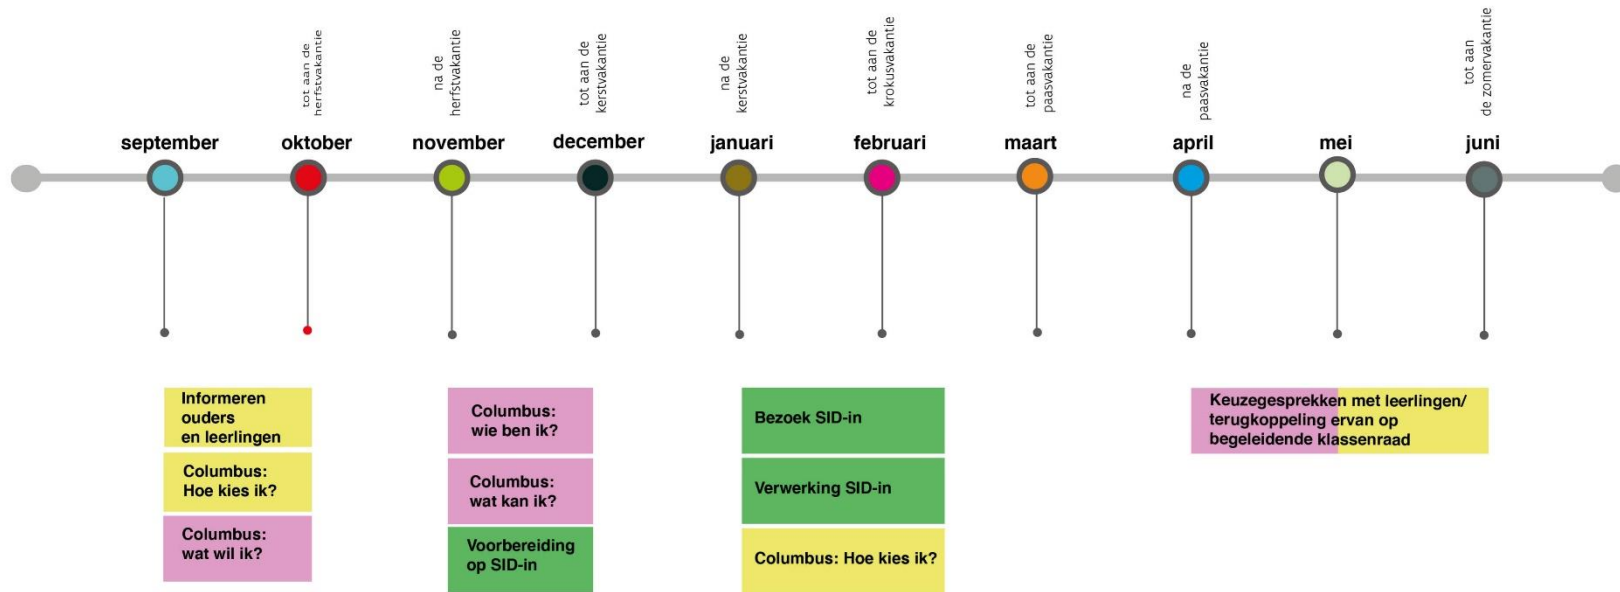 tot aan de
herfstvakantie
na de
herfstvakantie
tot aan de
kerstvakantie
na de
kerstvakantie
tot aan de
krokusvakantie
tot aan de
paasvakantie
na de
paasvakantie
tot aan
de zomervakantie
september
oktober
november
december
januari
februari
maart
april
mei
juni
Informeren
ouders
en leerlingen
Columbus:
Hoe kies ik?
Columbus:
wat wil ik?
Columbus:
wie ben ik?
Columbus:
wat kan ik?
Voorbereiding
op SID-in
Bezoek SID-in
Verwerking SID-in
Columbus: Hoe kies ik?
Keuzegesprekken met leerlingen/
terugkoppeling ervan op
begeleidende klassenraad